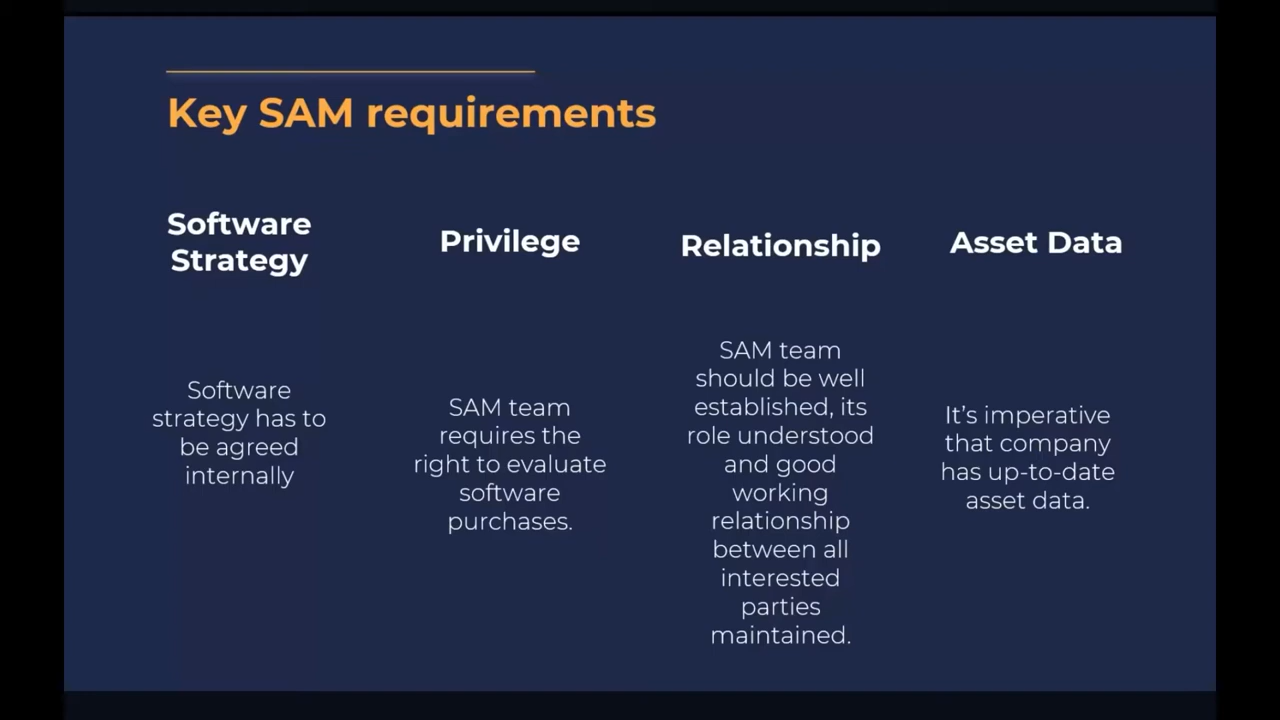 Key SAM requirements
Software
Strategy
Software
strategy has to
be agreed
internally
Privilege
SAM team
requires the
right to evaluate
software
purchases.
Relationship
SAM team
should be well
established, its
role understood
and good
working
relationship
between all
interested
parties
maintained.
Asset Data
It’s imperative
that company
has up-to-date
asset data.